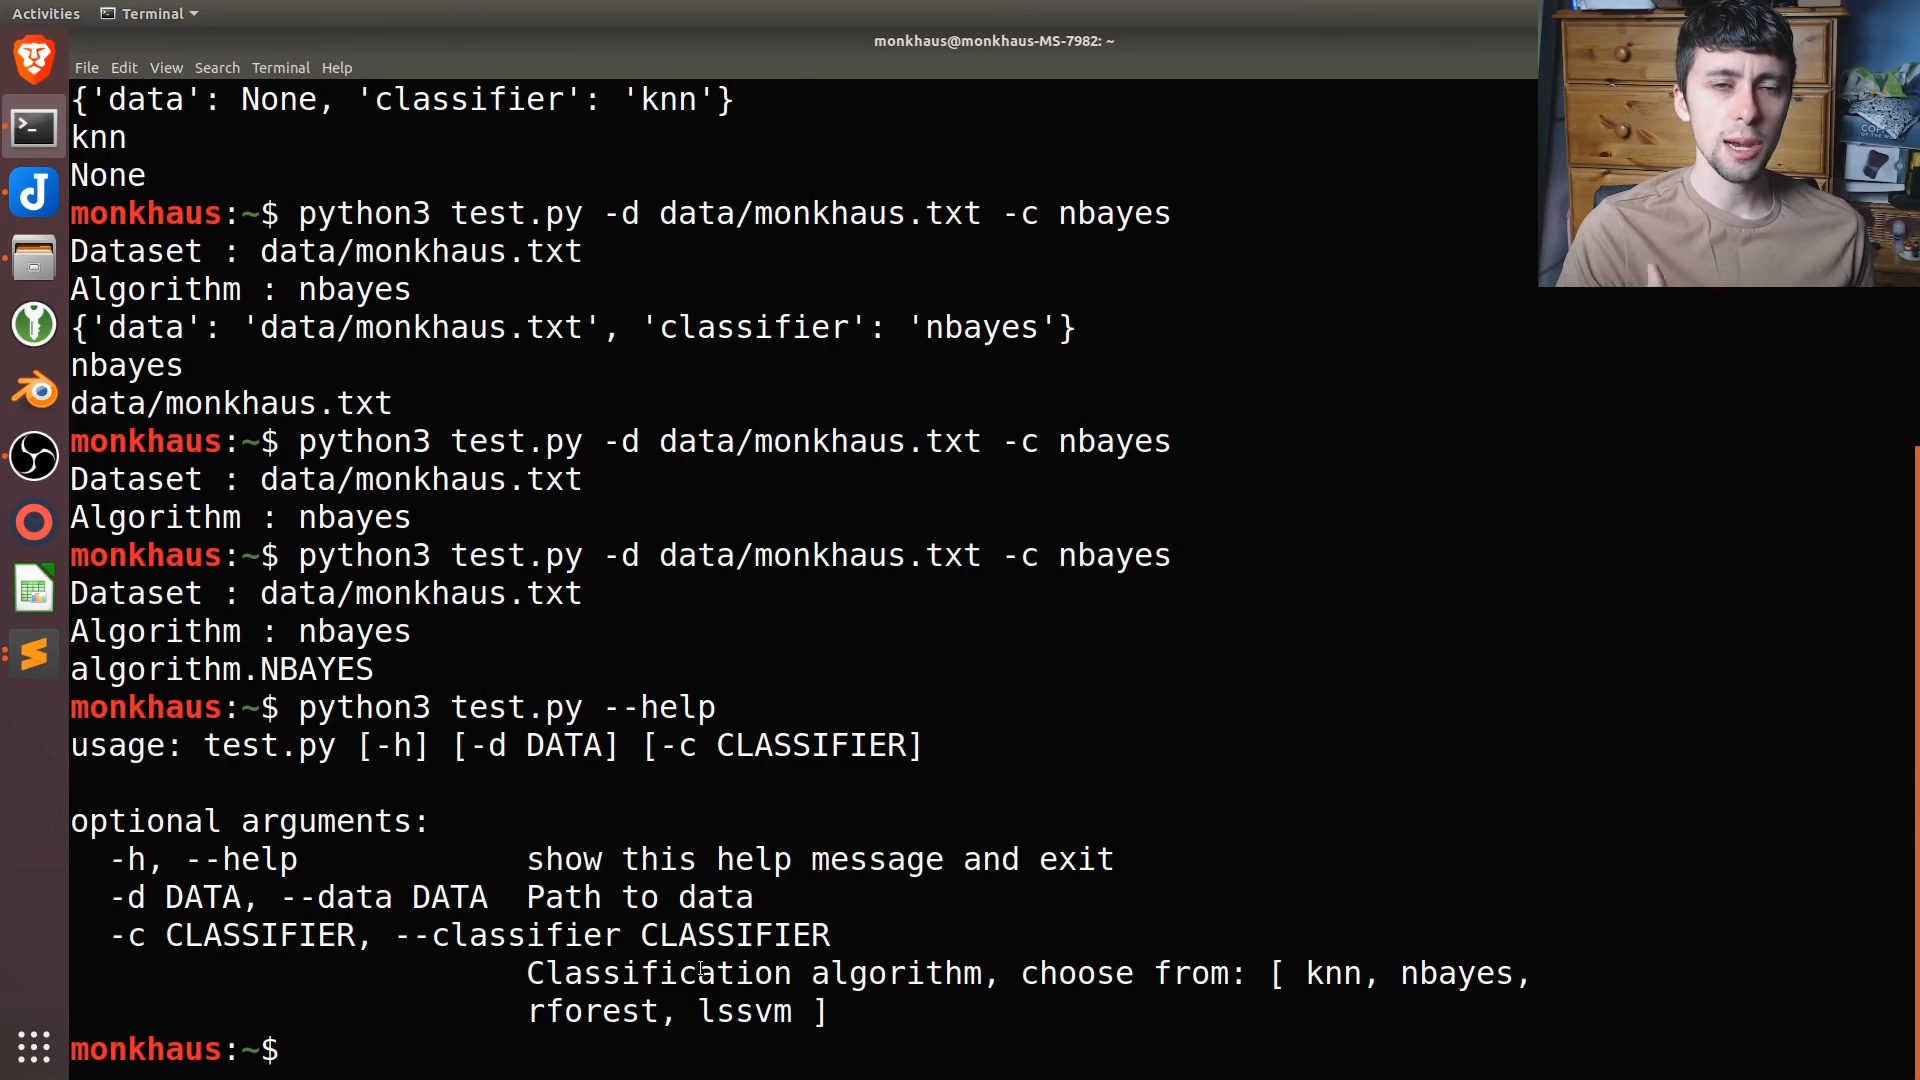 Activities Terminal
monkhaus@monkhaus-MS-7982: ~
File Edit View Search Terminal Help
{'data': None, 'classifier': 'knn'}
knn
None
monkhaus:~$ python3 test.py -d data/monkhaus.txt -c nbayes
Dataset : data/monkhaus.txt
Algorithm : nbayes
{'data': 'data/monkhaus.txt', 'classifier': 'nbayes'}
nbayes
data/monkhaus.txt
monkhaus:~$ python3 test.py -d data/monkhaus.txt -c nbayes
Dataset : data/monkhaus.txt
Algorithm : nbayes
monkhaus:~$ python3 test.py -d data/monkhaus.txt -c nbayes
Dataset : data/monkhaus.txt
Algorithm : nbayes
algorithm.NBAYES
monkhaus:~$ python3 test.py --help
usage: test.py [-h] [-d DATA] [-c CLASSIFIER]
optional arguments:
-h, --help show this help message and exit
-d DATA, --data DATA Path to data
-c CLASSIFIER, --classifier CLASSIFIER
Classification algorithm, choose from: [ knn, nbayes,
rforest, lssvm ]
monkhaus:~$